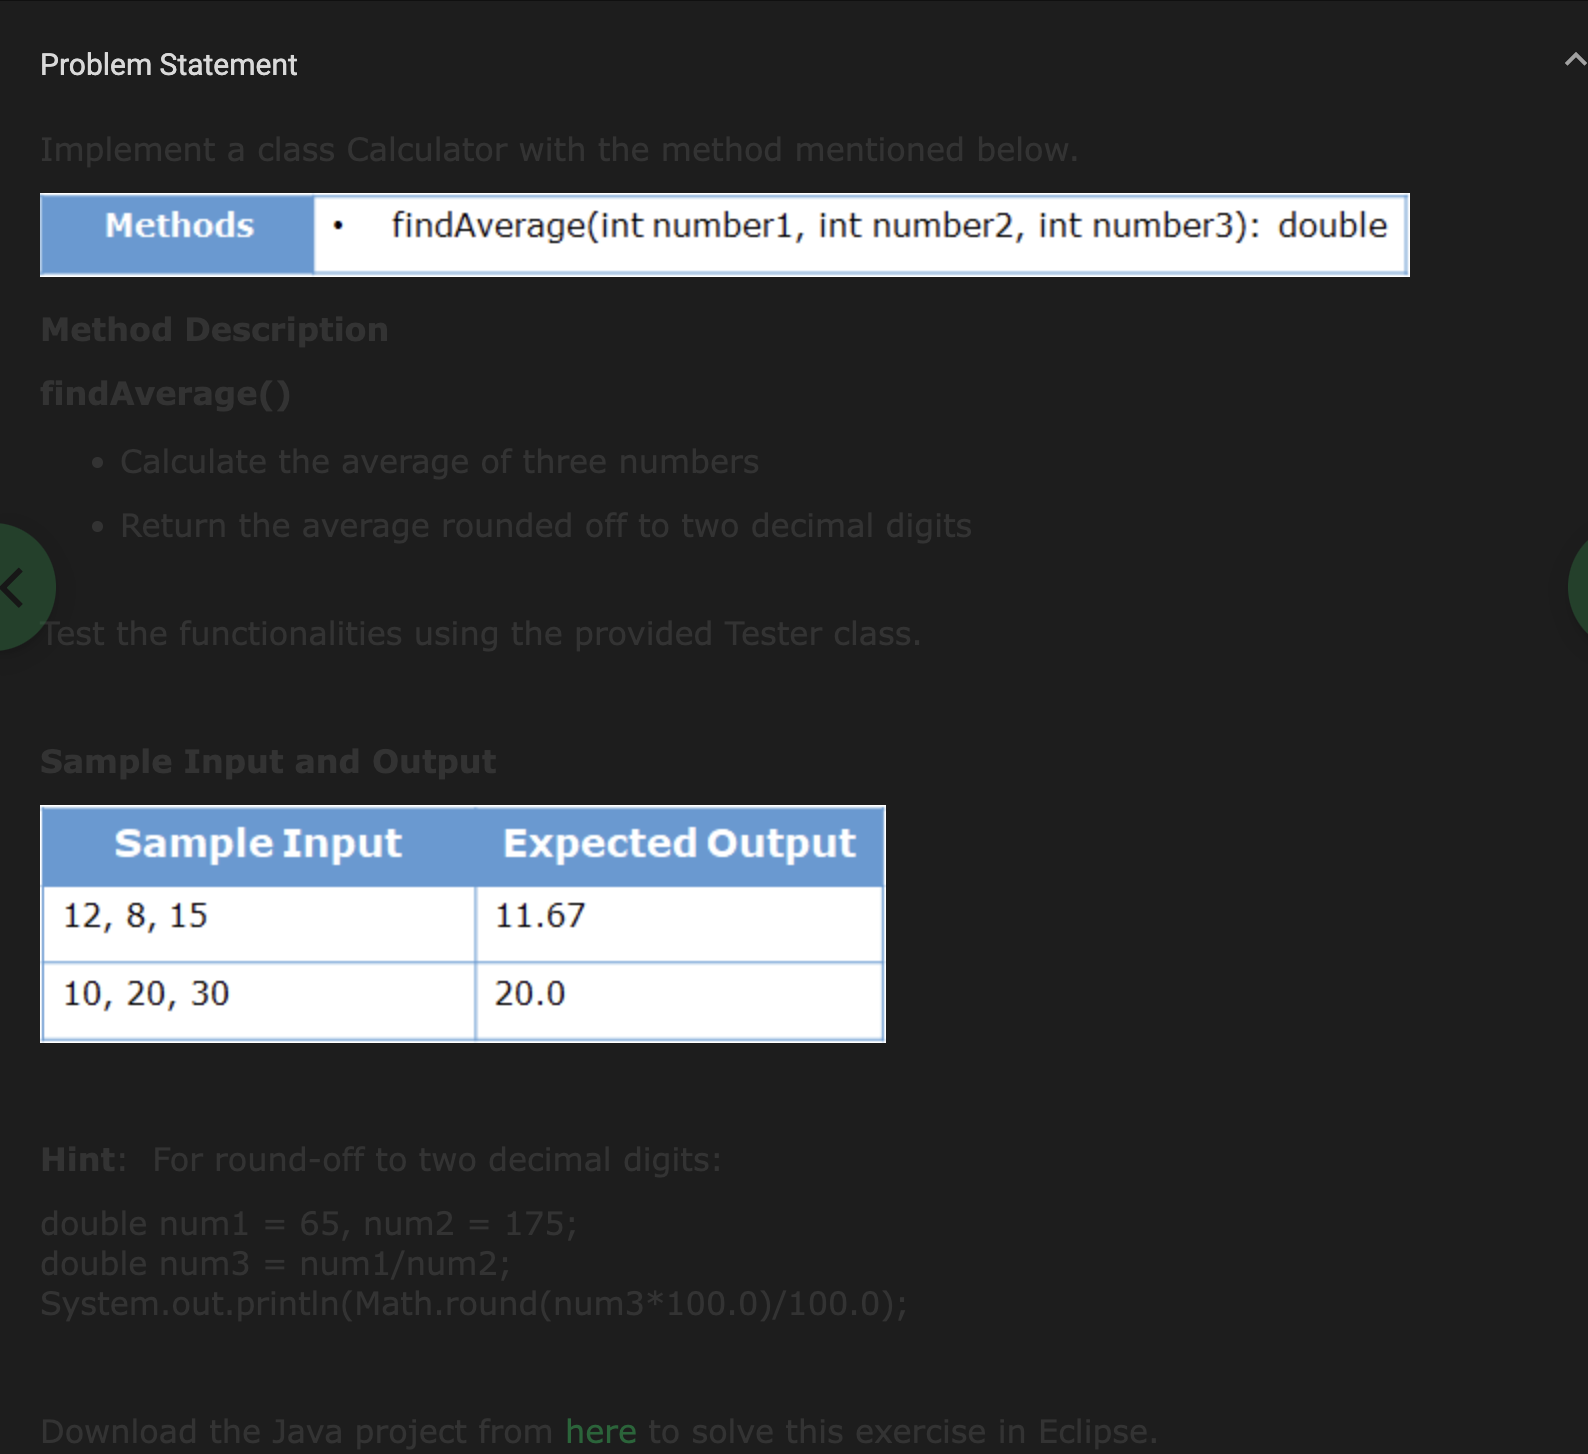 Problem Statement
Implement a class Calculator with the method mentioned below.
Methods • findAverage(int number1, int number2, int number3): double
Method Description
findAverage()
• Calculate the average of three numbers
• Return the average rounded off to two decimal digits
Test the functionalities using the provided Tester class.
Sample Input and Output
Sample Input Expected Output
12, 8, 15 11.67
10, 20, 30 20.0
Hint: For round-off to two decimal digits:
double num1 = 65, num2 = 175;
double num3 = num1/num2;
System.out.println(Math.round(num3*100.0)/100.0);
Download the Java project from here to solve this exercise in Eclipse.